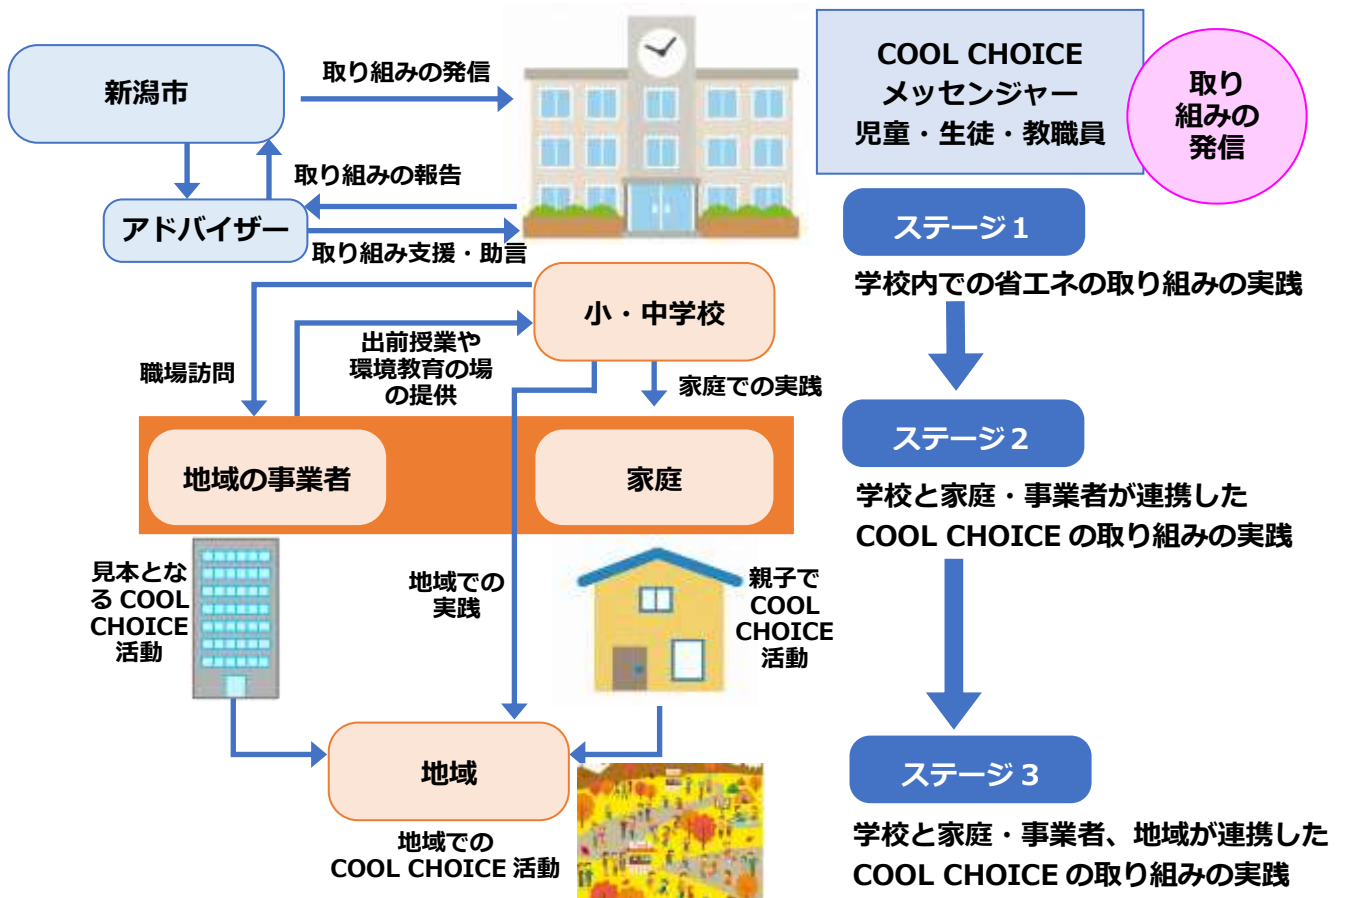 新潟市
取り組みの発信
取り組みの報告
アドバイザー
取り組み支援・助言
小・中学校
職場訪問
出前授業や
環境教育の場
の提供
家庭での実践
地域の事業者
家庭
見本とな
る COOL
CHOICE
活動
地域での
実践
親子で
COOL
CHOICE
活動
地域
地域での
COOL CHOICE 活動
COOL CHOICE
メッセンジャー
児童・生徒・教職員
取り
組みの
発信
ステージ１
学校内での省エネの取り組みの実践
ステージ２
学校と家庭・事業者が連携した
COOL CHOICE の取り組みの実践
ステージ３
学校と家庭・事業者、地域が連携した
COOL CHOICE の取り組みの実践